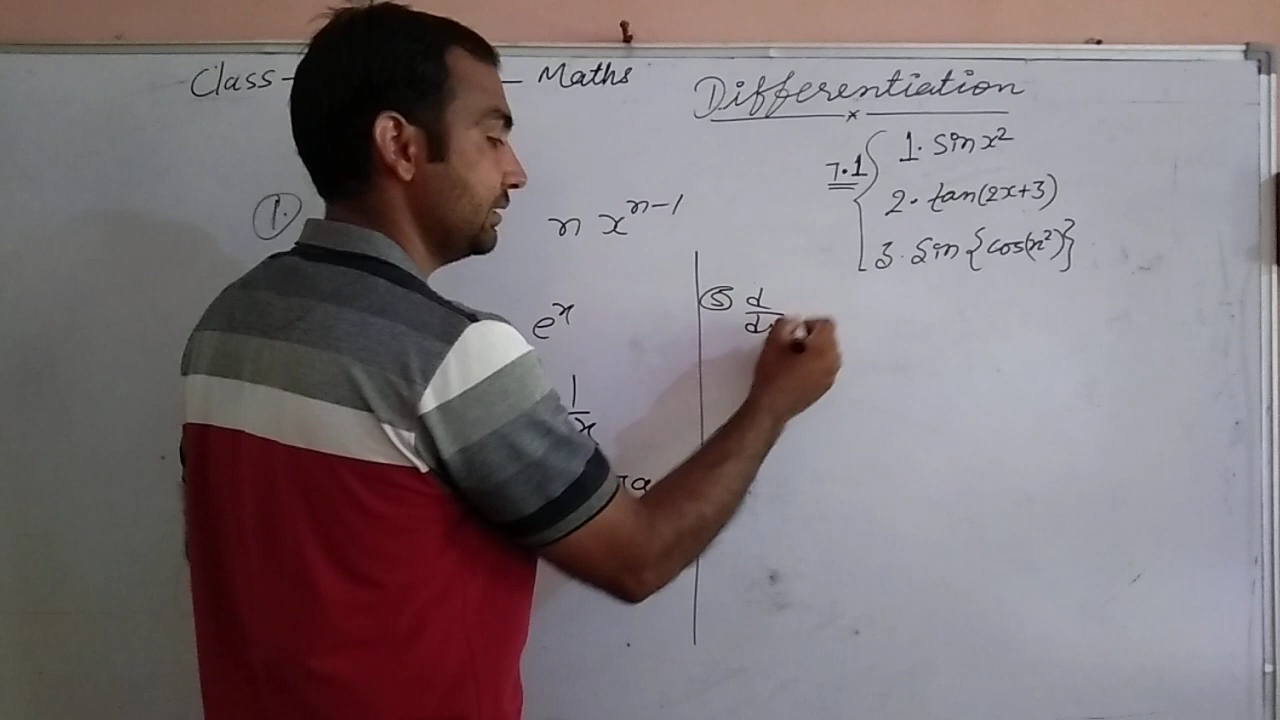 Class- — Maths
Differentiation
7.1
1. Sin x²
2. tan(2x+3)
3. Sin {cos(x²)}
①.
n xⁿ⁻¹
eˣ
1/x
⑤ d/dx